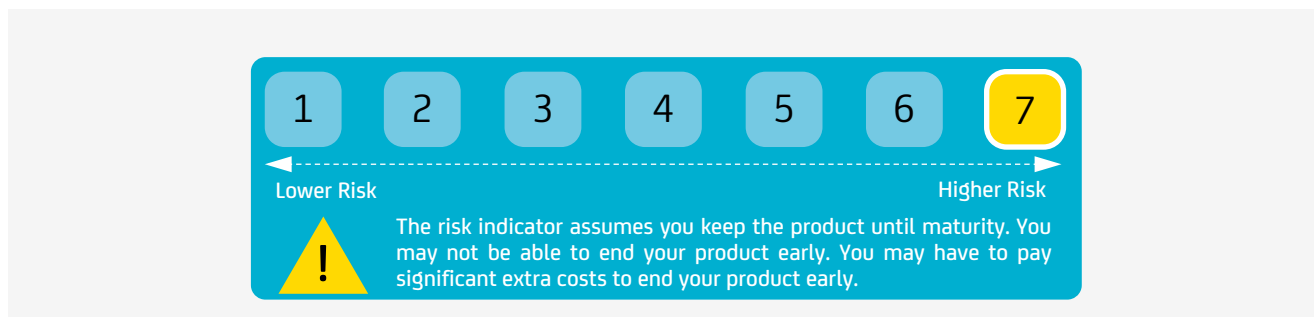 1 2 3 4 5 6 7
Lower Risk Higher Risk
The risk indicator assumes you keep the product until maturity. You
may not be able to end your product early. You may have to pay
significant extra costs to end your product early.
!